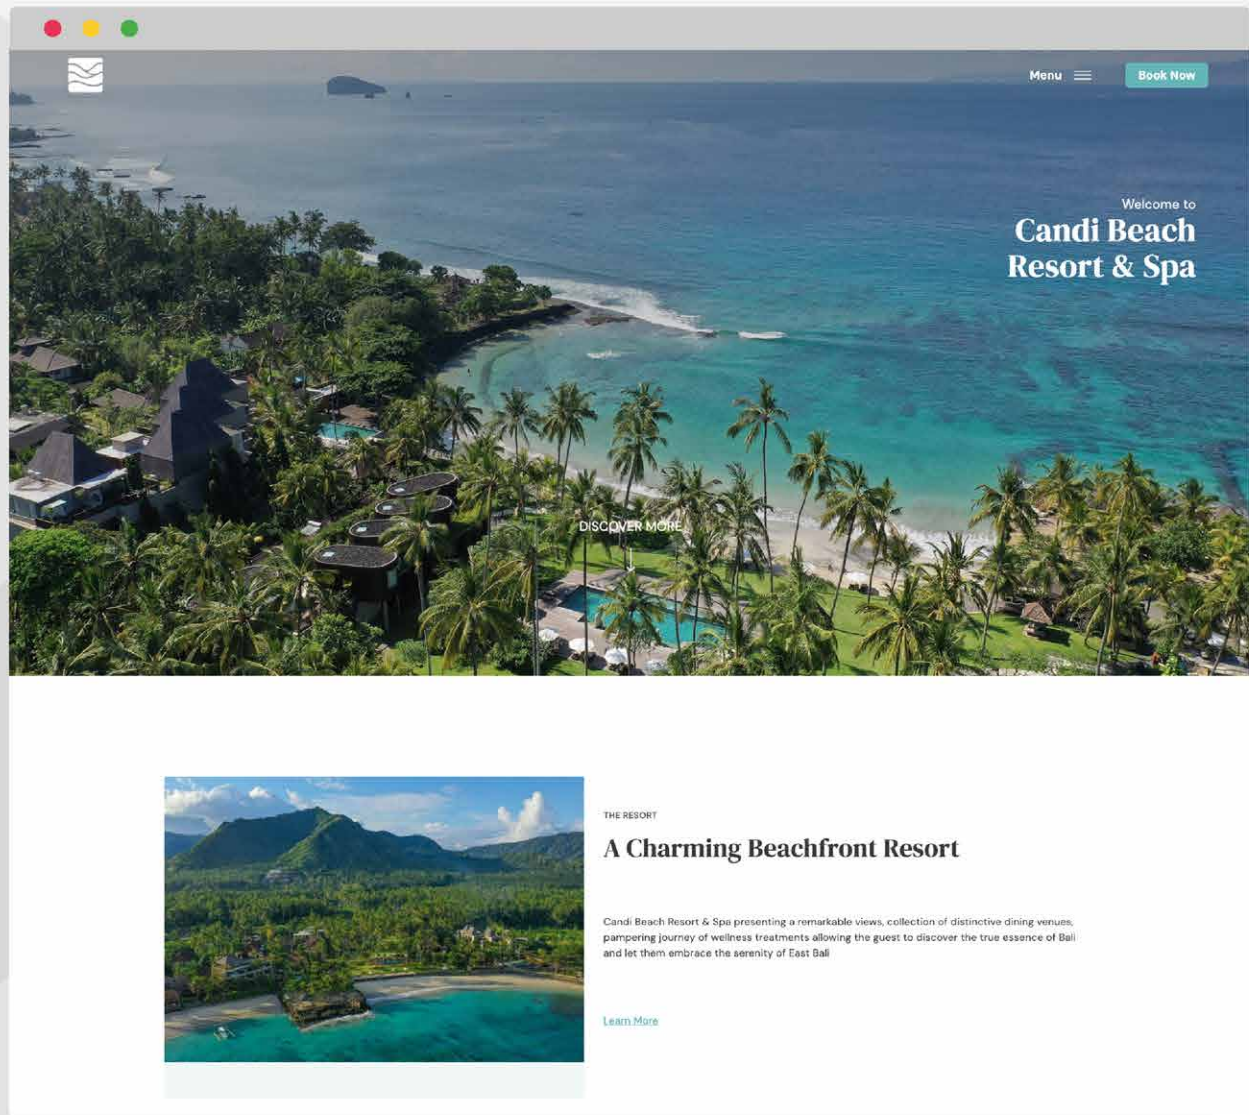 Menu
Book Now
Welcome to
Candi Beach
Resort & Spa
DISCOVER MORE
THE RESORT
A Charming Beachfront Resort
Candi Beach Resort & Spa presenting a remarkable views, collection of distinctive dining venues,
pampering journey of wellness treatments allowing the guest to discover the true essence of Bali
and let them embrace the serenity of East Bali
Learn More